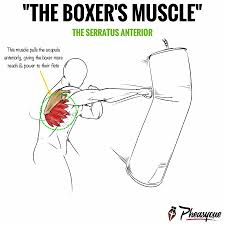 "THE BOXER'S MUSCLE"
THE SERRATUS ANTERIOR
This muscle pulls the scapula
anteriorly, giving the boxer more
reach & power to their fists
Pheasyque